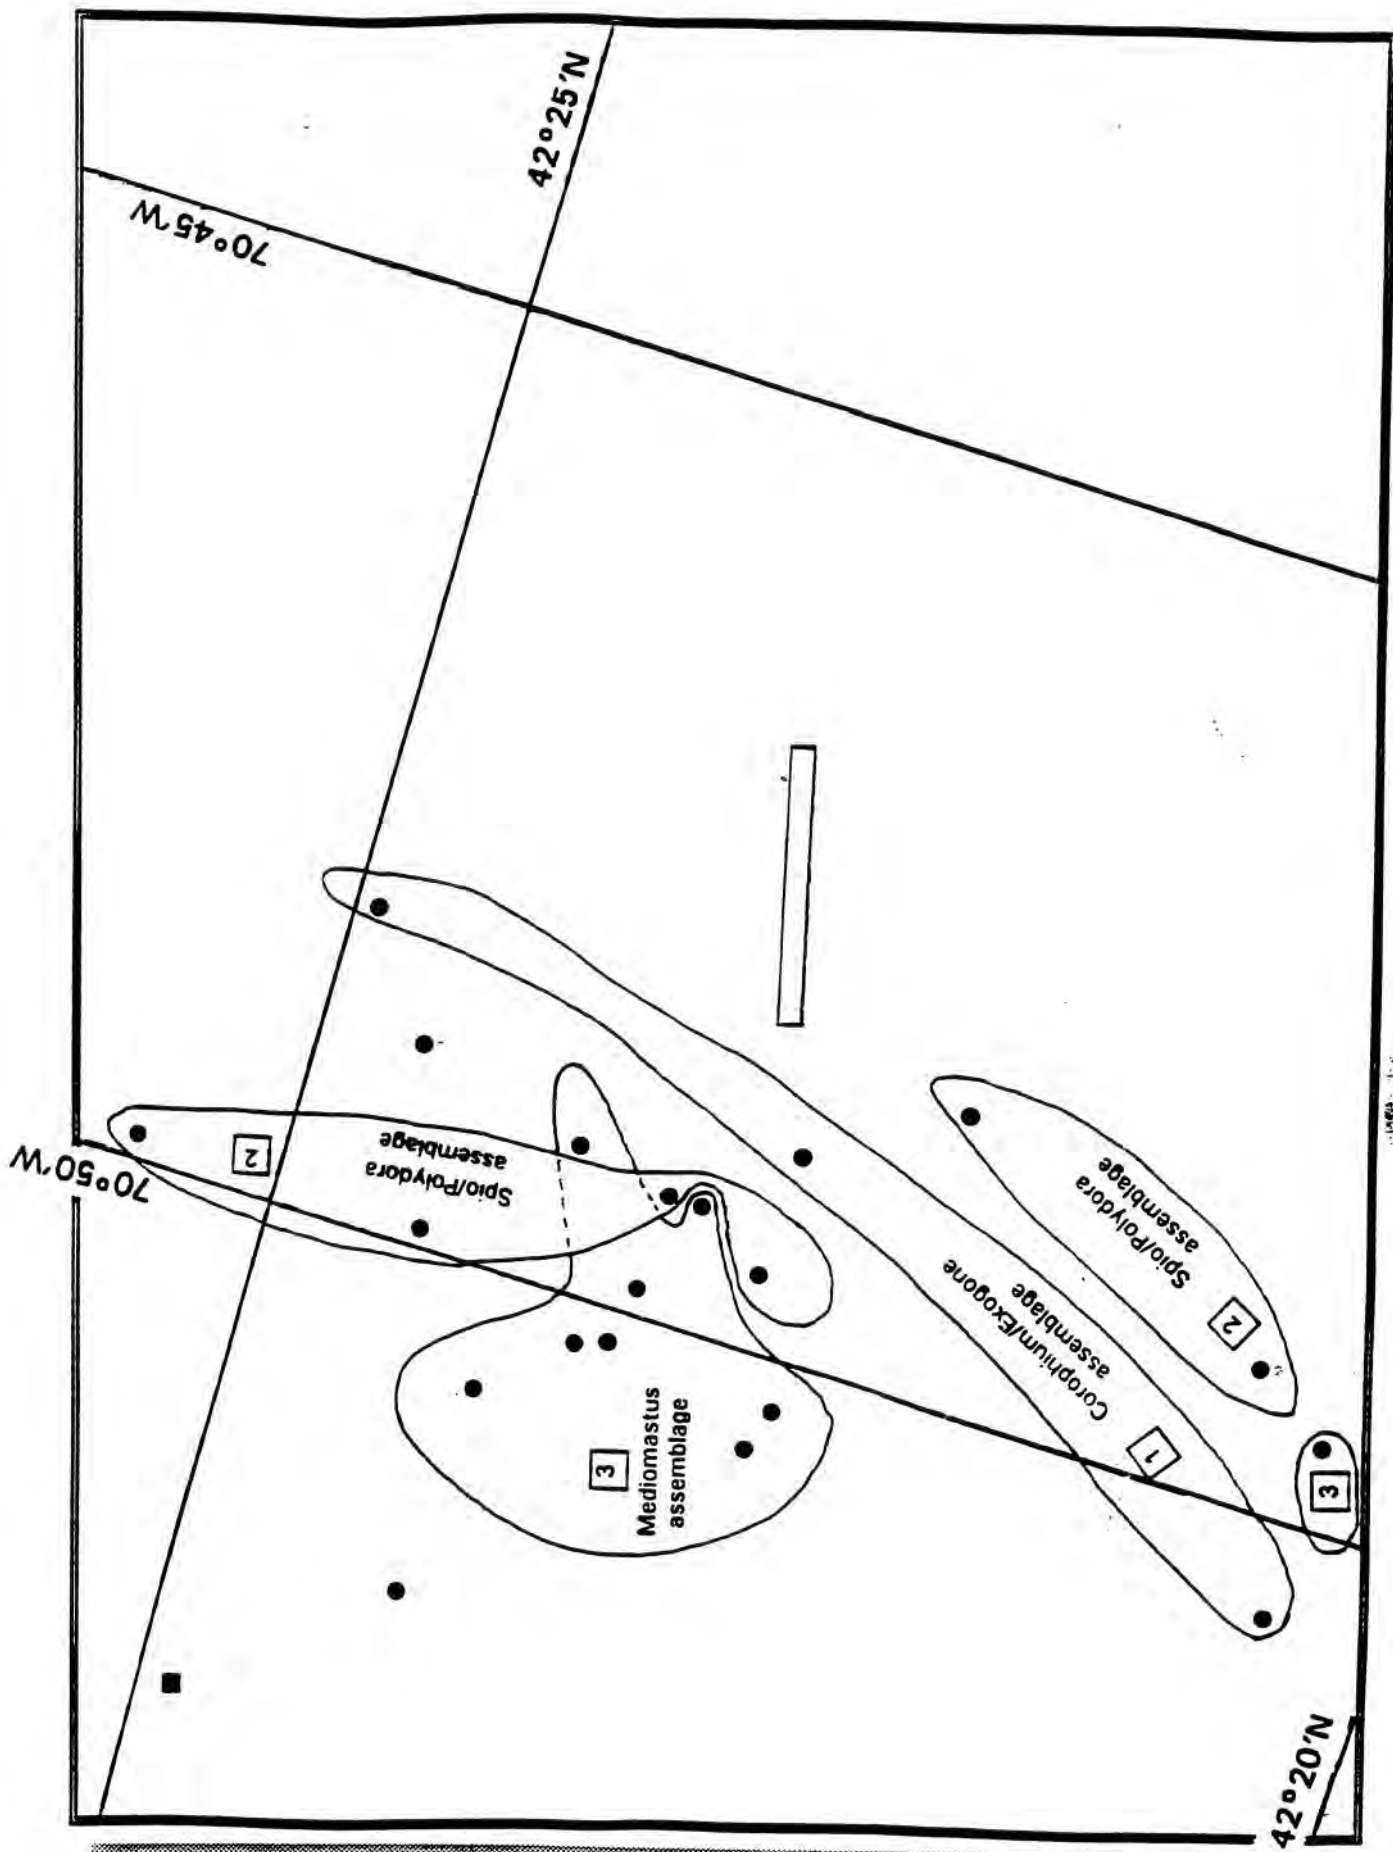 42°25'N
70°45'W
70°50'W
2
Spio/Polydora
assemblage
3
Mediomastus
assemblage
Corophium/Exogone
assemblage
1
Spio/Polydora
assemblage
2
3
42°20'N